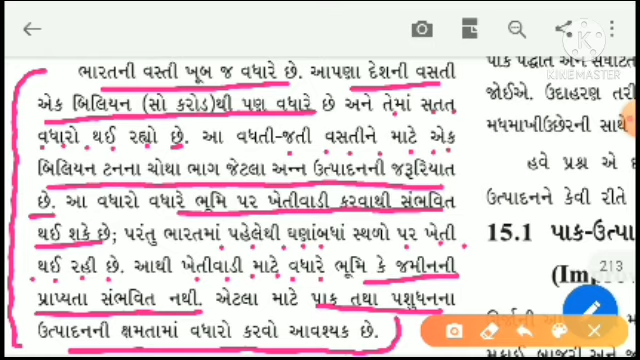 ભારતની વસ્તી ખૂબ જ વધારે છે. આપણા દેશની વસતી
એક બિલિયન (સો કરોડ)થી પણ વધારે છે અને તેમાં સતત
વધારો થઈ રહ્યો છે. આ વધતી-જતી વસતીને માટે એક
બિલિયન ટનના ચોથા ભાગ જેટલા અન્ન ઉત્પાદનની જરૂરિયાત
છે. આ વધારો વધારે ભૂમિ પર ખેતીવાડી કરવાથી સંભવિત
થઈ શકે છે; પરંતુ ભારતમાં પહેલેથી ઘણાંબધાં સ્થળો પર ખેતી
થઈ રહી છે. આથી ખેતીવાડી માટે વધારે ભૂમિ કે જમીનની
પ્રાપ્યતા સંભવિત નથી. એટલા માટે પાક તથા પશુધનના
ઉત્પાદનની ક્ષમતામાં વધારો કરવો આવશ્યક છે.
પાક પદ્ધતિ અને સંઘટિત
જોઈએ. ઉદાહરણ તરી
મધમાખીઉછેરની સાથે
હવે પ્રશ્ન એ
ઉત્પાદનને કેવી રીતે
15.1 પાક-ઉત્પા
(Im
213
KINEMASTER